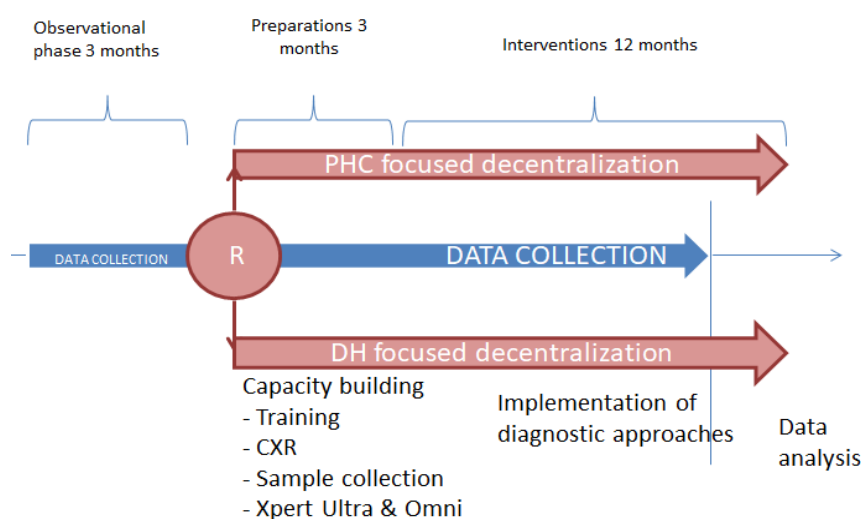 Observational
phase 3 months
Preparations 3
months
Interventions 12 months
PHC focused decentralization
DATA COLLECTION
R
DATA COLLECTION
DH focused decentralization
Capacity building
- Training
- CXR
- Sample collection
- Xpert Ultra & Omni
Implementation of
diagnostic approaches
Data
analysis